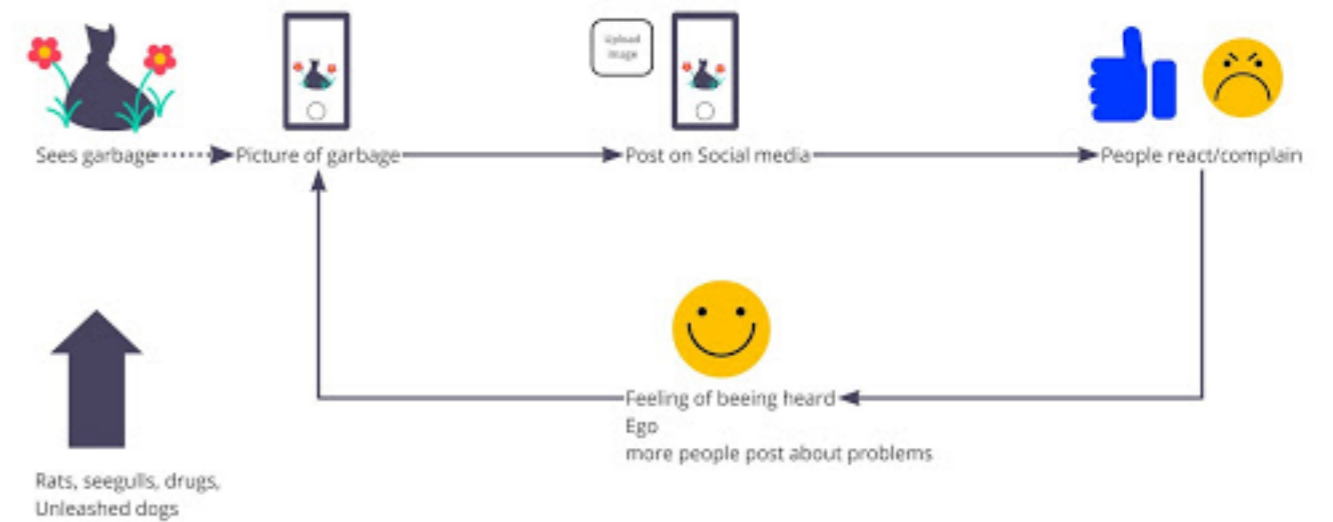 Upload
Image
Sees garbage
Picture of garbage
Post on Social media
People react/complain
Feeling of beeing heard
Ego
more people post about problems
Rats, seegulls, drugs,
Unleashed dogs